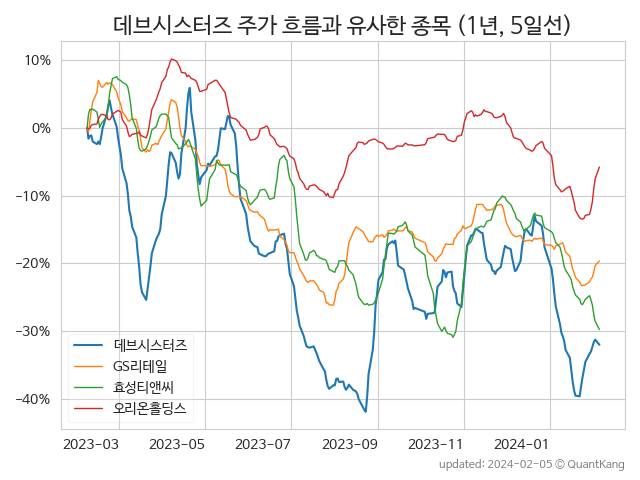 데브시스터즈 주가 흐름과 유사한 종목 (1년, 5일선)
10%
0%
−10%
−20%
−30%
−40%
데브시스터즈
GS리테일
효성티앤씨
오리온홀딩스
2023-03
2023-05
2023-07
2023-09
2023-11
2024-01
updated: 2024-02-05 © QuantKang